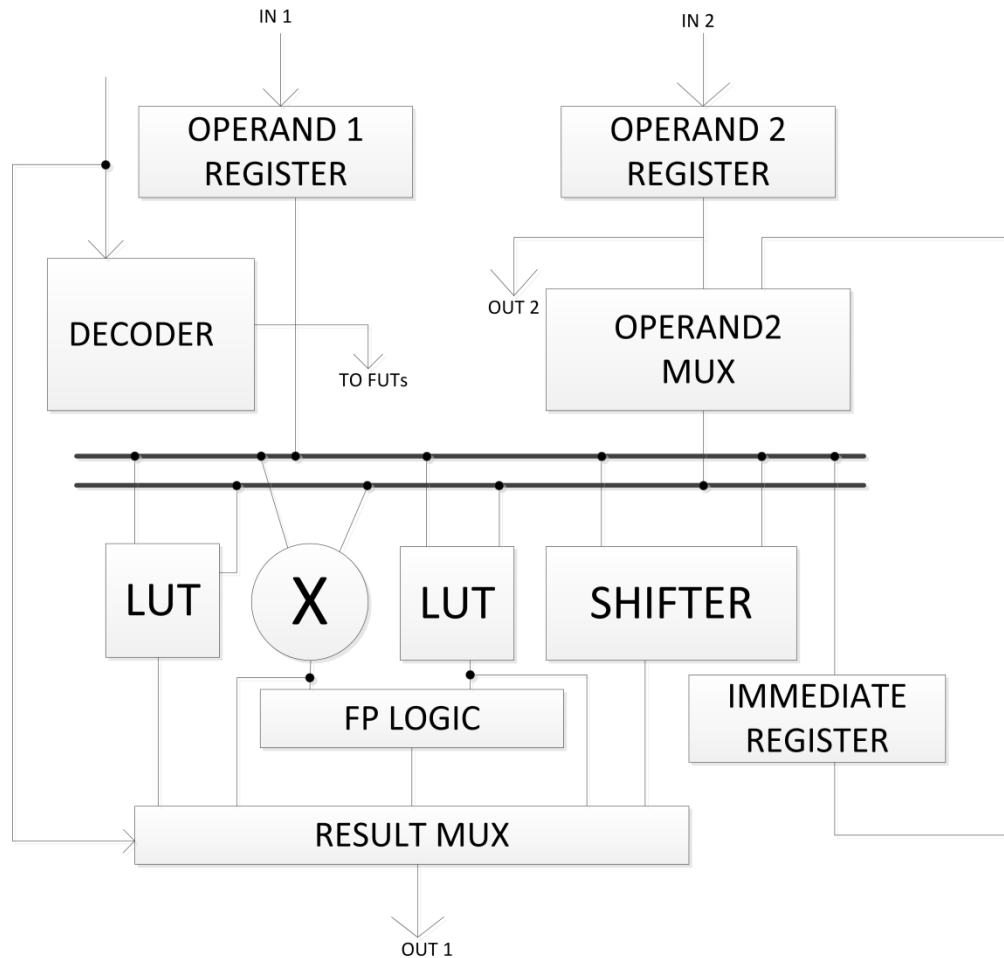 IN 1
IN 2
OPERAND 1
REGISTER
OPERAND 2
REGISTER
DECODER
TO FUTs
OUT 2
OPERAND2
MUX
LUT
X
LUT
SHIFTER
FP LOGIC
IMMEDIATE
REGISTER
RESULT MUX
OUT 1